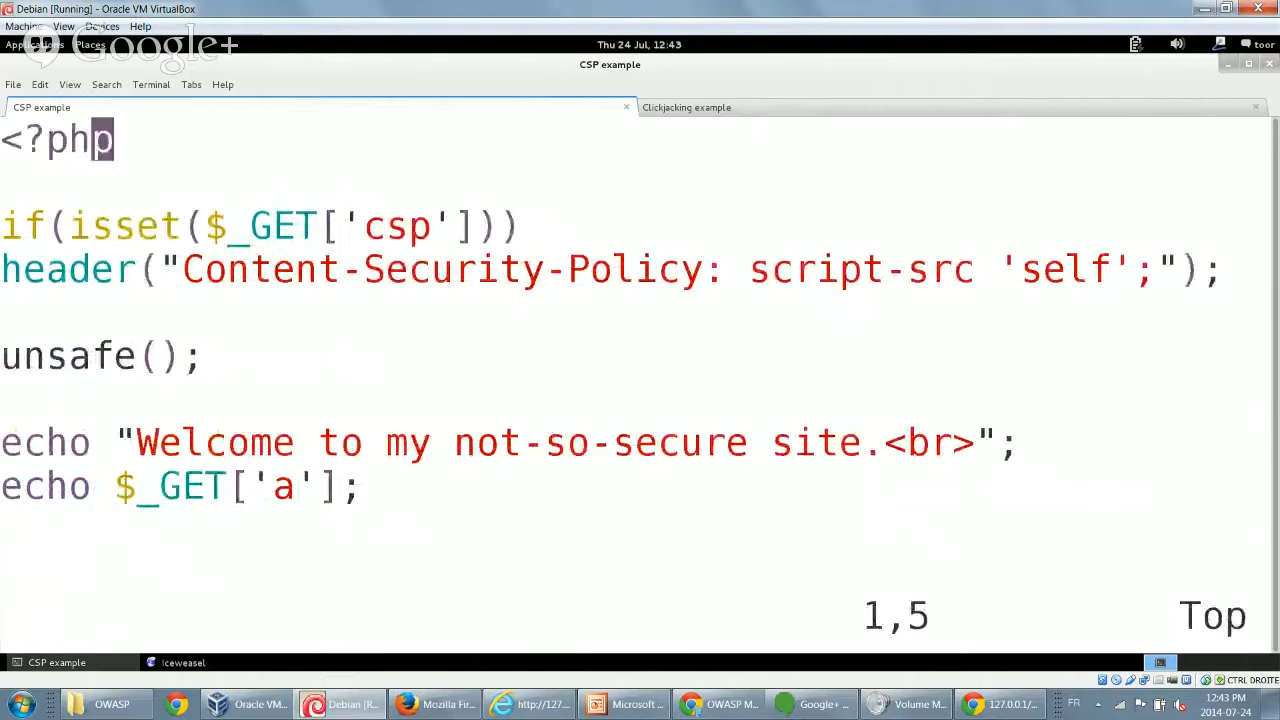 Debian [Running] - Oracle VM VirtualBox
Machine View Devices Help
Applications Places
Google+
Thu 24 Jul, 12:43
toor
CSP example
File Edit View Search Terminal Tabs Help
CSP example
Clickjacking example
<?php
if(isset($_GET['csp']))
header("Content-Security-Policy: script-src 'self';");
unsafe();
echo "Welcome to my not-so-secure site.<br>";
echo $_GET['a'];
1,5 Top
CSP example Iceweasel
CTRL DROITE
OWASP Oracle VM... Debian [R... Mozilla Fir... http://127... Microsoft ... OWASP M... Google+ ... Volume M... 127.0.0.1/... FR 12:43 PM
2014-07-24